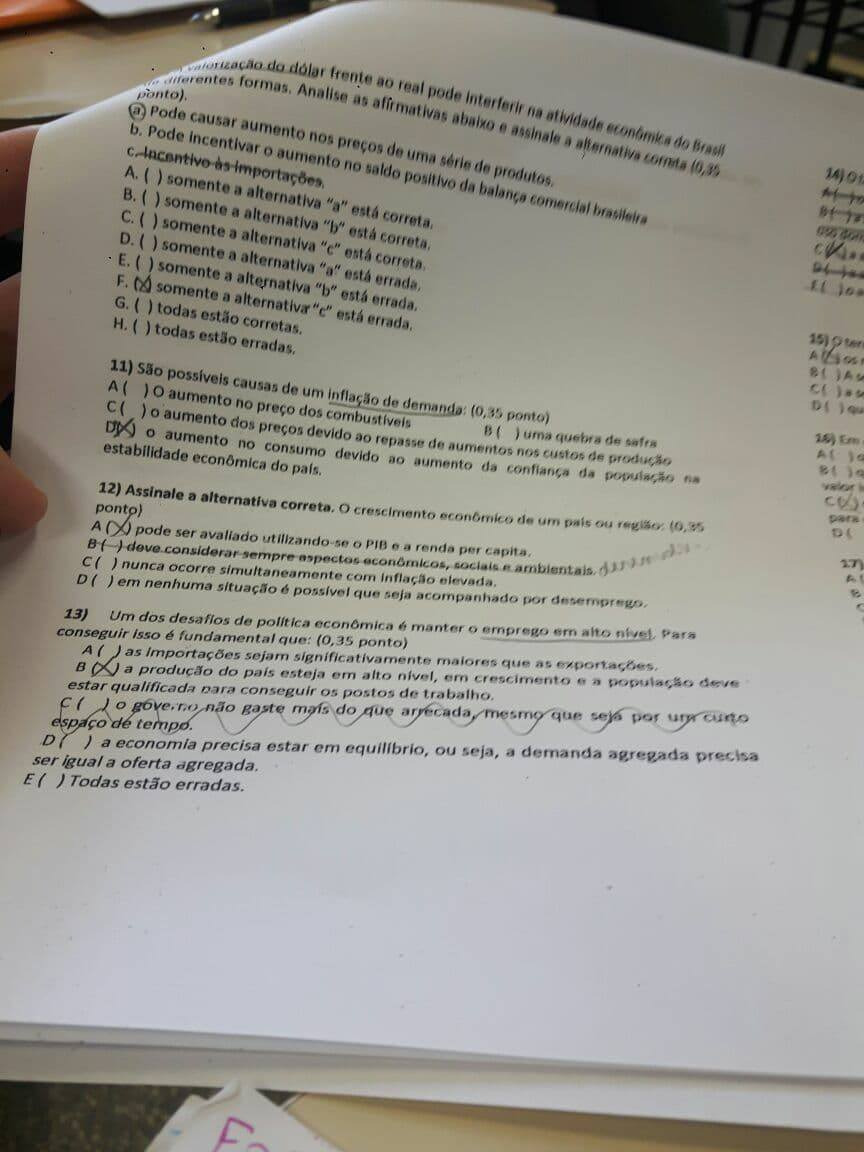 valorização do dólar frente ao real pode interferir na atividade econômica do Brasil
diferentes formas. Analise as afirmativas abaixo e assinale a alternativa correta (0,35
ponto).
a. Pode causar aumento nos preços de uma série de produtos.
b. Pode incentivar o aumento no saldo positivo da balança comercial brasileira
c. Incentivo às importações.
A. ( ) somente a alternativa "a" está correta.
B. ( ) somente a alternativa "b" está correta.
C. ( ) somente a alternativa "c" está correta.
D. ( ) somente a alternativa "a" está errada.
E. ( ) somente a alternativa "b" está errada.
F. (X) somente a alternativa "c" está errada.
G. ( ) todas estão corretas.
H. ( ) todas estão erradas.
11) São possíveis causas de um inflação de demanda: (0,35 ponto)
A ( ) O aumento no preço dos combustíveis B ( ) uma quebra de safra
C ( ) o aumento dos preços devido ao repasse de aumentos nos custos de produção
D(X) o aumento no consumo devido ao aumento da confiança da população na
estabilidade econômica do país.
12) Assinale a alternativa correta. O crescimento econômico de um país ou região: (0,35
ponto)
A (X) pode ser avaliado utilizando-se o PIB e a renda per capita.
B ( ) deve considerar sempre aspectos econômicos, sociais e ambientais.
C ( ) nunca ocorre simultaneamente com inflação elevada.
D ( ) em nenhuma situação é possível que seja acompanhado por desemprego.
13) Um dos desafios de política econômica é manter o emprego em alto nível. Para
conseguir isso é fundamental que: (0,35 ponto)
A ( ) as importações sejam significativamente maiores que as exportações.
B (X) a produção do país esteja em alto nível, em crescimento e a população deve
estar qualificada para conseguir os postos de trabalho.
C ( ) o governo não gaste mais do que arrecada, mesmo que seja por um curto
espaço de tempo.
D ( ) a economia precisa estar em equilíbrio, ou seja, a demanda agregada precisa
ser igual a oferta agregada.
E ( ) Todas estão erradas.
14)
A
B
C
D
E
15) O
A
B ( ) A
C ( )
D ( )
16) Em
A ( )
B ( )
C (X)
para
D (
17)
A (
B
C